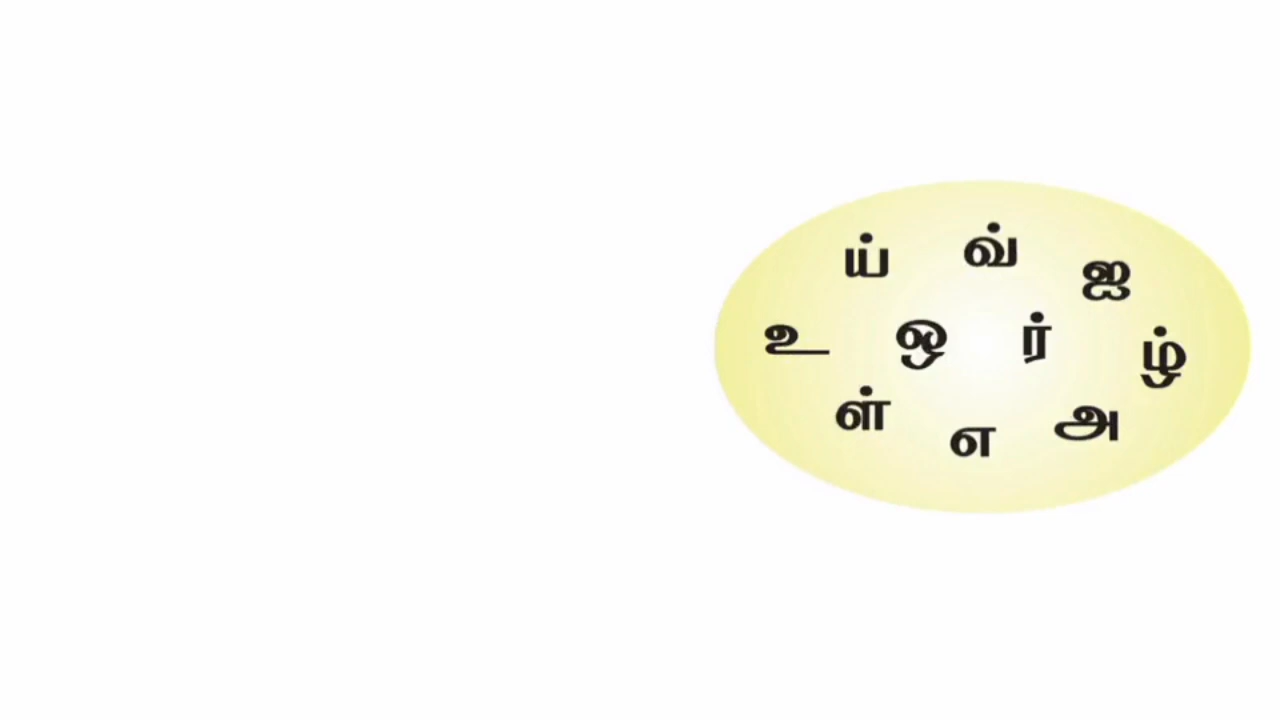 ய் வ் ஐ
உ ஒ ர் ழ்
ள் எ அ